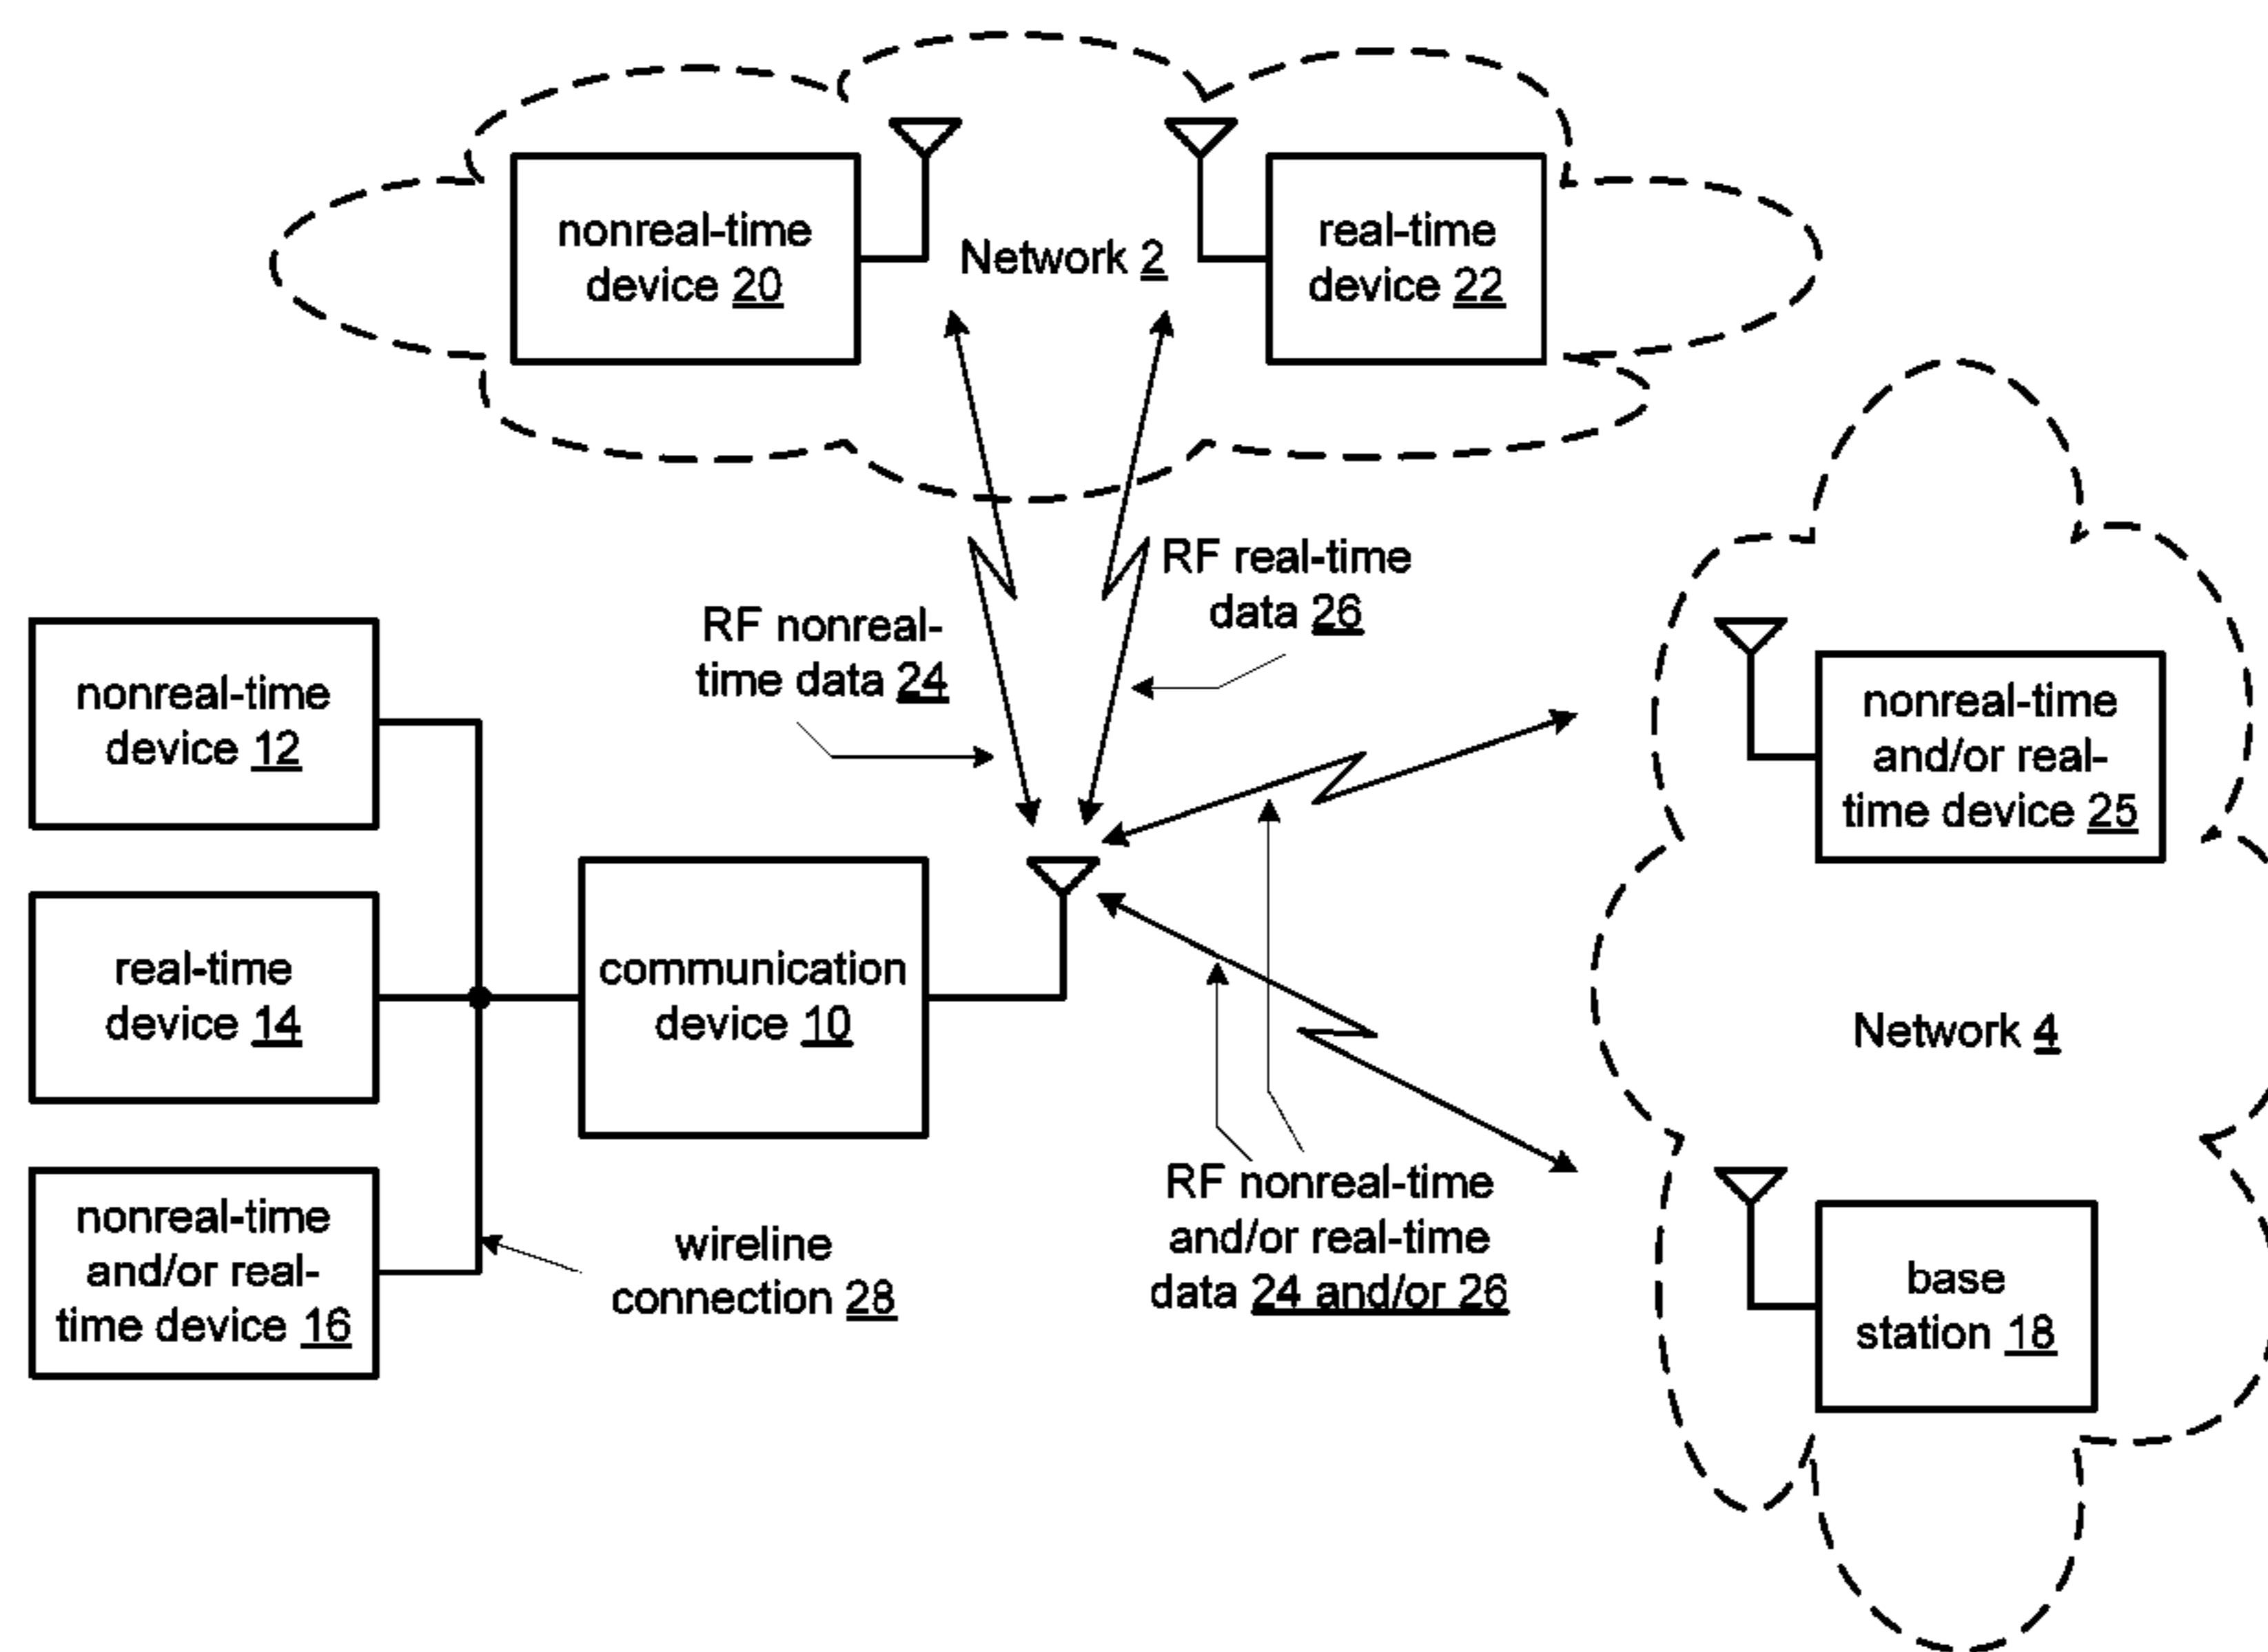 nonreal-time
device 20
Network 2
real-time
device 22
RF real-time
data 26
RF nonreal-
time data 24
nonreal-time
device 12
nonreal-time
and/or real-
time device 25
real-time
device 14
communication
device 10
Network 4
nonreal-time
and/or real-
time device 16
wireline
connection 28
RF nonreal-time
and/or real-time
data 24 and/or 26
base
station 18